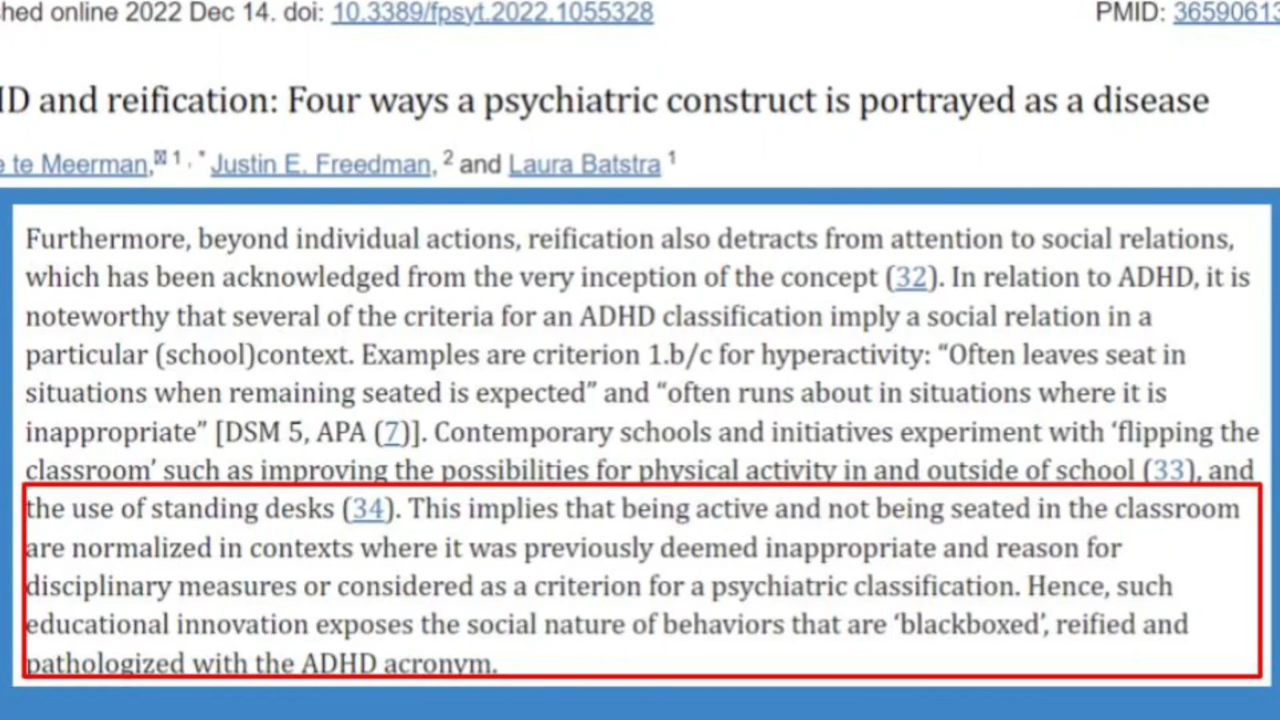 shed online 2022 Dec 14. doi: 10.3389/fpsyt.2022.1055328 PMID: 36590613
HD and reification: Four ways a psychiatric construct is portrayed as a disease
e te Meerman, 1, * Justin E. Freedman, 2 and Laura Batstra 1
Furthermore, beyond individual actions, reification also detracts from attention to social relations,
which has been acknowledged from the very inception of the concept (32). In relation to ADHD, it is
noteworthy that several of the criteria for an ADHD classification imply a social relation in a
particular (school)context. Examples are criterion 1.b/c for hyperactivity: “Often leaves seat in
situations when remaining seated is expected” and “often runs about in situations where it is
inappropriate” [DSM 5, APA (7)]. Contemporary schools and initiatives experiment with ‘flipping the
classroom’ such as improving the possibilities for physical activity in and outside of school (33), and
the use of standing desks (34). This implies that being active and not being seated in the classroom
are normalized in contexts where it was previously deemed inappropriate and reason for
disciplinary measures or considered as a criterion for a psychiatric classification. Hence, such
educational innovation exposes the social nature of behaviors that are ‘blackboxed’, reified and
pathologized with the ADHD acronym.